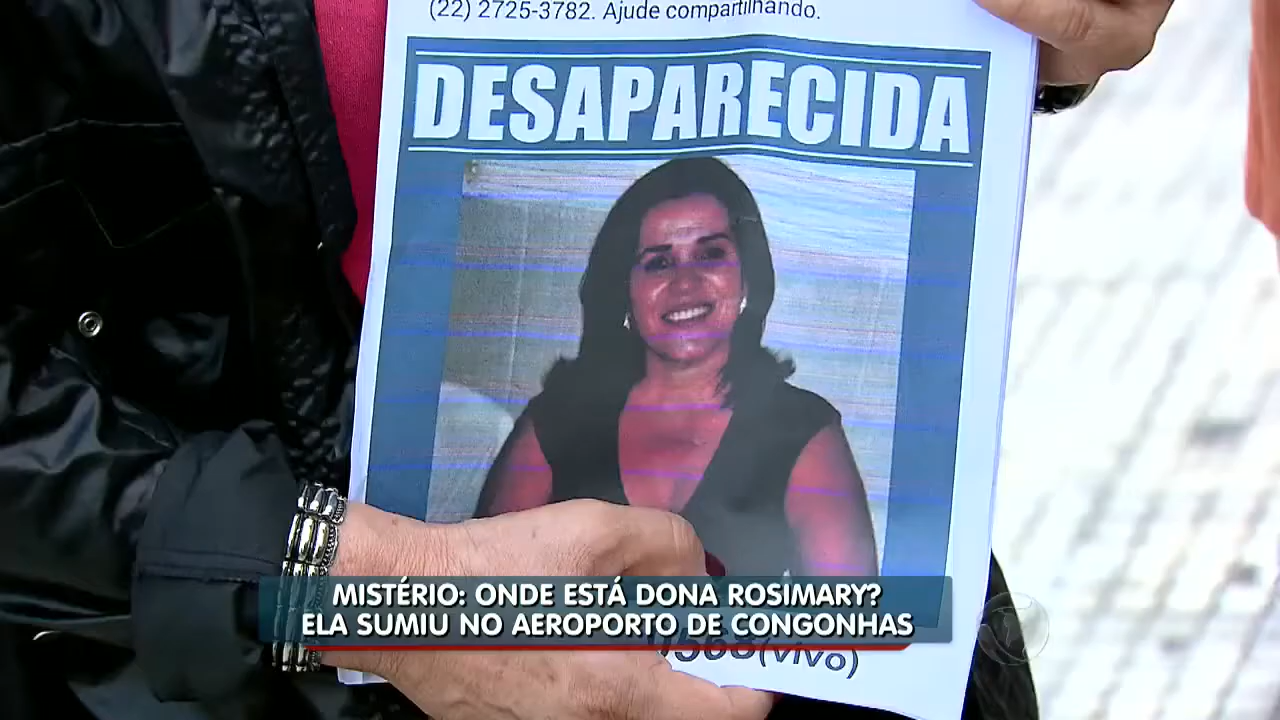 (22) 2725-3782. Ajude compartilhando.
DESAPARECIDA
MISTÉRIO: ONDE ESTÁ DONA ROSIMARY?
ELA SUMIU NO AEROPORTO DE CONGONHAS
(vivo)